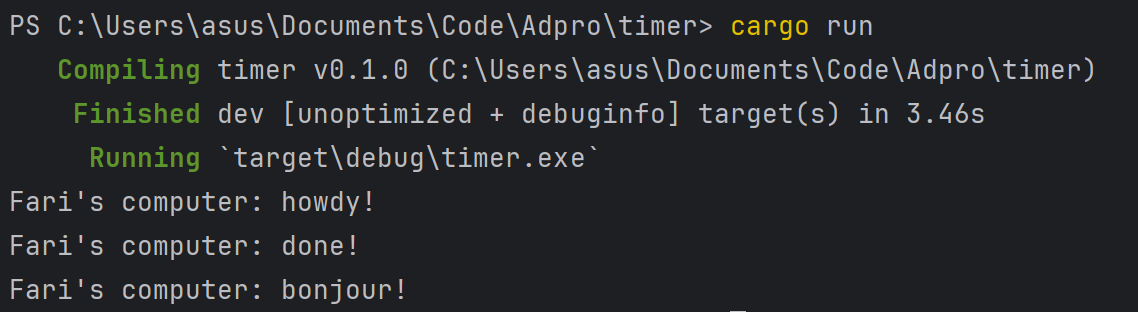 PS C:\Users\asus\Documents\Code\Adpro\timer> cargo run
Compiling timer v0.1.0 (C:\Users\asus\Documents\Code\Adpro\timer)
Finished dev [unoptimized + debuginfo] target(s) in 3.46s
Running `target\debug\timer.exe`
Fari's computer: howdy!
Fari's computer: done!
Fari's computer: bonjour!